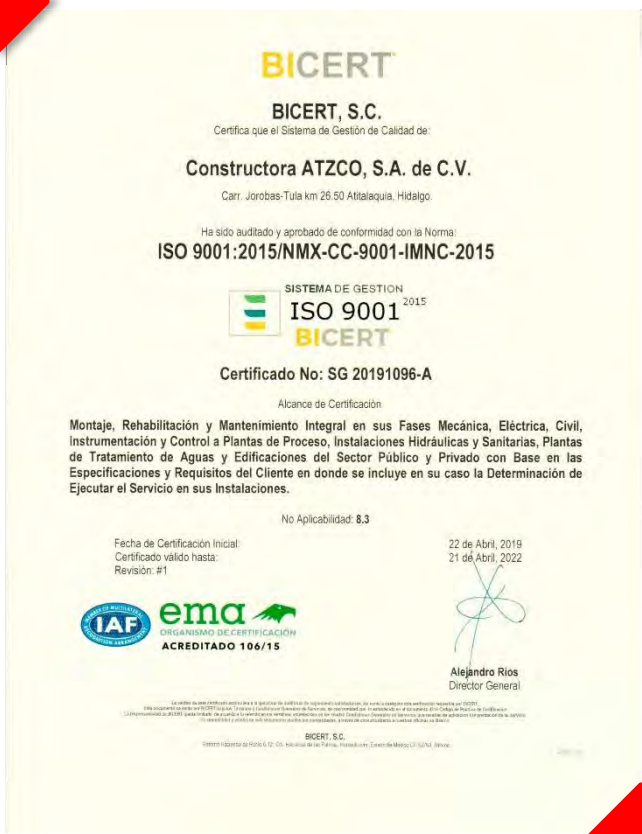 BICERT
BICERT, S.C.
Certifica que el Sistema de Gestión de Calidad de:
Constructora ATZCO, S.A. de C.V.
Carr. Jorobas-Tula km 26.50 Atitalaquia, Hidalgo.
Ha sido auditado y aprobado de conformidad con la Norma:
ISO 9001:2015/NMX-CC-9001-IMNC-2015
SISTEMA DE GESTION
ISO 9001 2015
BICERT
Certificado No: SG 20191096-A
Alcance de Certificación
Montaje, Rehabilitación y Mantenimiento Integral en sus Fases Mecánica, Eléctrica, Civil,
Instrumentación y Control a Plantas de Proceso, Instalaciones Hidráulicas y Sanitarias, Plantas
de Tratamiento de Aguas y Edificaciones del Sector Público y Privado con Base en las
Especificaciones y Requisitos del Cliente en donde se incluye en su caso la Determinación de
Ejecutar el Servicio en sus Instalaciones.
No Aplicabilidad: 8.3
Fecha de Certificación Inicial: 22 de Abril, 2019
Certificado válido hasta: 21 de Abril, 2022
Revisión: #1
IAF
ema
ORGANISMO DE CERTIFICACIÓN
ACREDITADO 106/15
Alejandro Ríos
Director General
BICERT, S.C.